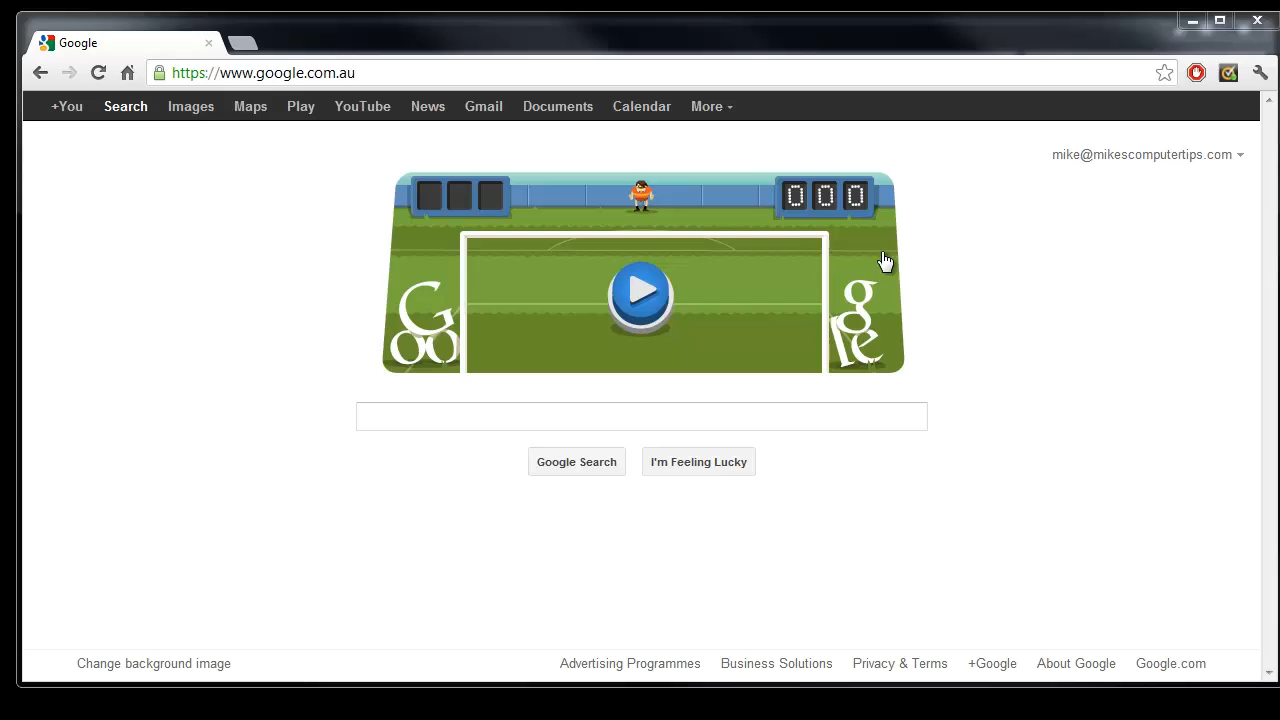 Google
https://www.google.com.au
+You Search Images Maps Play YouTube News Gmail Documents Calendar More
mike@mikescomputertips.com
000
Google
Google Search I'm Feeling Lucky
Change background image Advertising Programmes Business Solutions Privacy & Terms +Google About Google Google.com